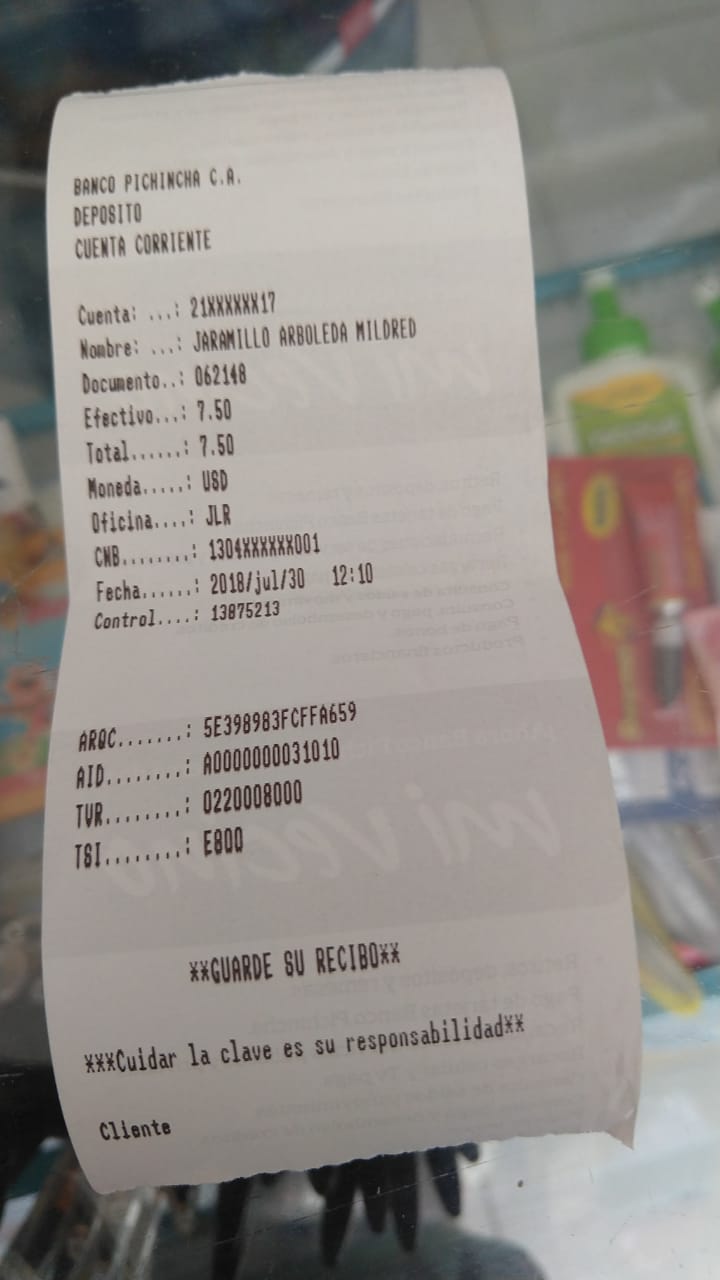 BANCO PICHINCHA C.A.
DEPOSITO
CUENTA CORRIENTE
Cuenta: ...: 21XXXXXX17
Nombre: ...: JARAMILLO ARBOLEDA MILDRED
Documento..: 062148
Efectivo...: 7.50
Total......: 7.50
Moneda.....: USD
Oficina....: JLR
CNB........: 1304XXXXXX001
Fecha......: 2018/jul/30 12:10
Control....: 13875213
ARQC.......: 5E398983FCFFA659
AID........: A0000000031010
TVR........: 0220008000
TSI........: E800
**GUARDE SU RECIBO**
***Cuidar la clave es su responsabilidad**
Cliente